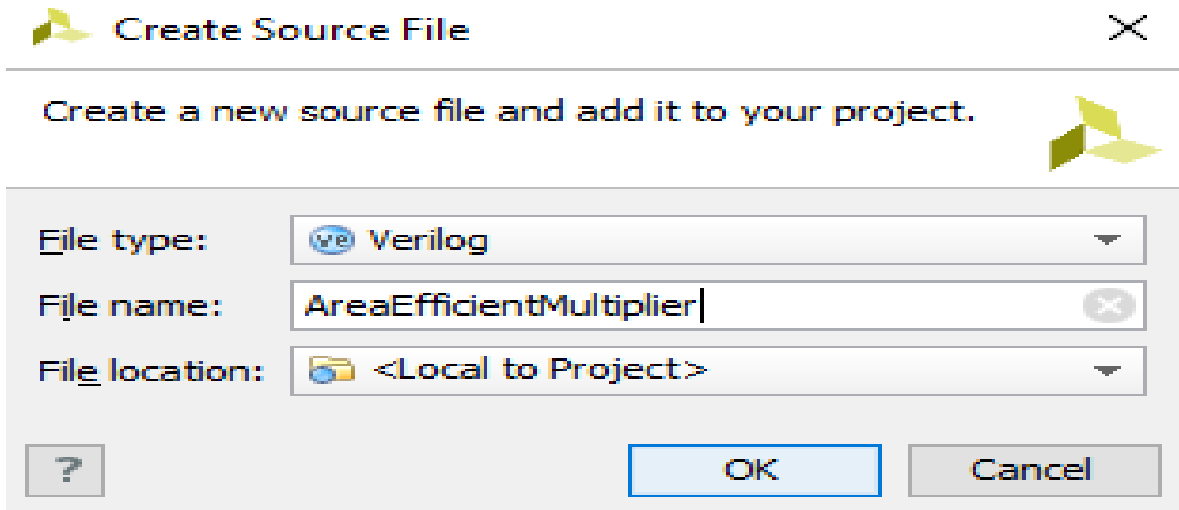 Create Source File
Create a new source file and add it to your project.
File type: ve Verilog
File name: AreaEfficientMultiplier
File location: <Local to Project>
? OK Cancel